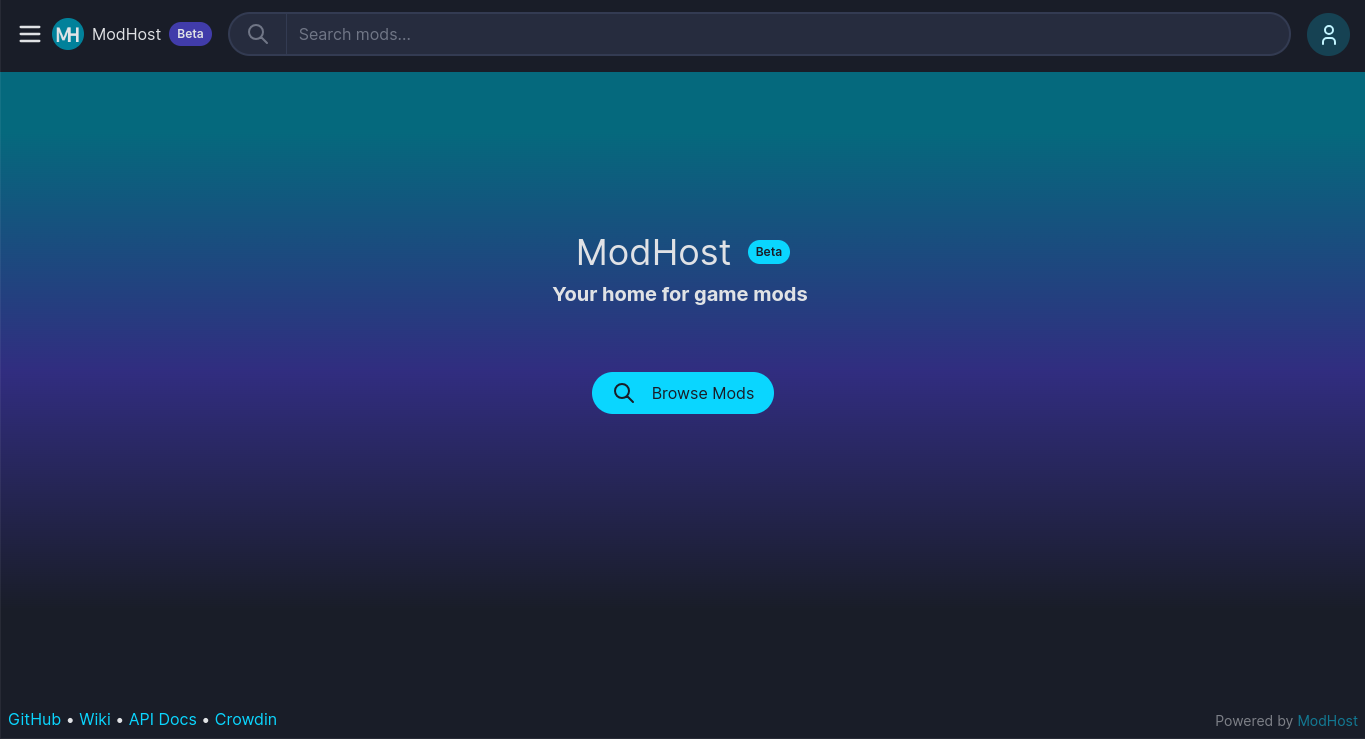 MH ModHost Beta Search mods...
ModHost Beta
Your home for game mods
Browse Mods
GitHub • Wiki • API Docs • Crowdin
Powered by ModHost